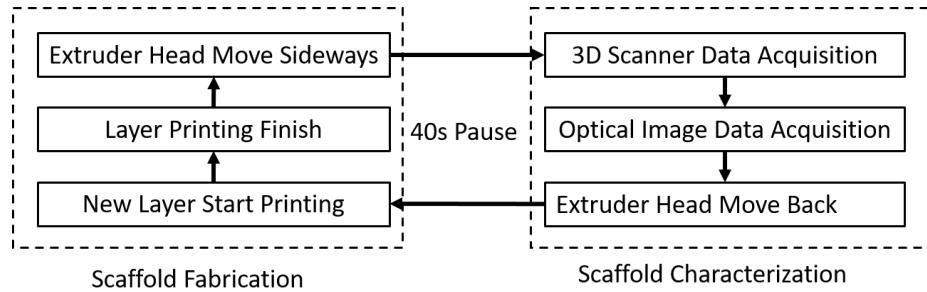 Extruder Head Move Sideways
Layer Printing Finish
New Layer Start Printing
Scaffold Fabrication
40s Pause
3D Scanner Data Acquisition
Optical Image Data Acquisition
Extruder Head Move Back
Scaffold Characterization